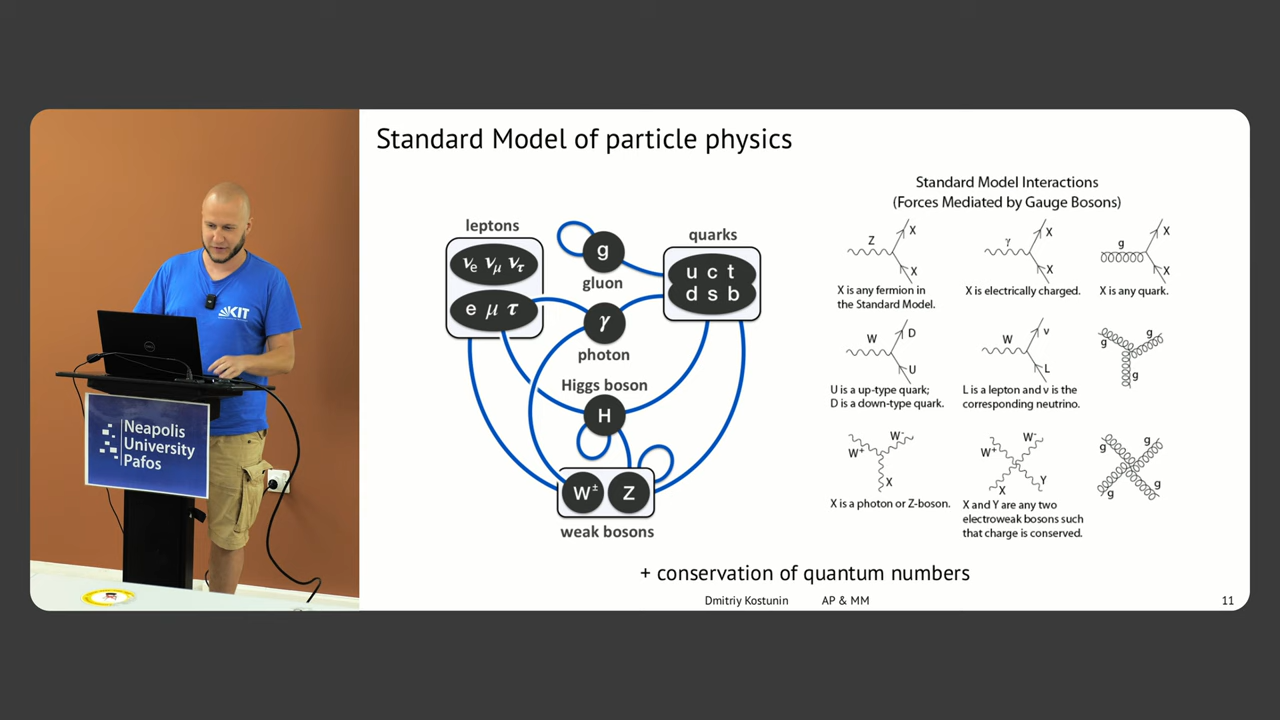 Standard Model of particle physics
KIT
DELL
Neapolis
University
Pafos
leptons
νe νμ ντ
e μ τ
g
gluon
quarks
u c t
d s b
γ
photon
Higgs boson
H
W± Z
weak bosons
Standard Model Interactions
(Forces Mediated by Gauge Bosons)
Z X X
X is any fermion in
the Standard Model.
γ X X
X is electrically charged.
g X X
X is any quark.
W D U
U is a up-type quark;
D is a down-type quark.
W ν L
L is a lepton and ν is the
corresponding neutrino.
g g g
W+ W- X
X is a photon or Z-boson.
W+ W- X Y
X and Y are any two
electroweak bosons such
that charge is conserved.
g g g g
+ conservation of quantum numbers
Dmitriy Kostunin AP & MM 11